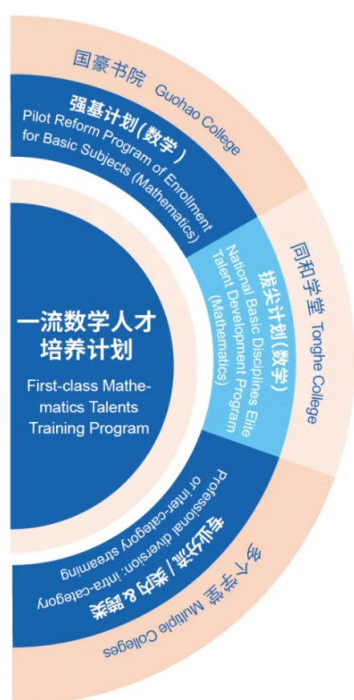 国豪书院 Guohao College
强基计划(数学)
Pilot Reform Program of Enrollment
for Basic Subjects (Mathematics)
同和学堂 Tonghe College
拔尖计划(数学)
National Basic Disciplines Elite
Talent Development Program
(Mathematics)
一流数学人才
培养计划
First-class Mathe-
matics Talents
Training Program
专业分流 / 类内&跨类
Professional diversion: intra-category
or inter-category streaming
多个学堂 Multiple Colleges